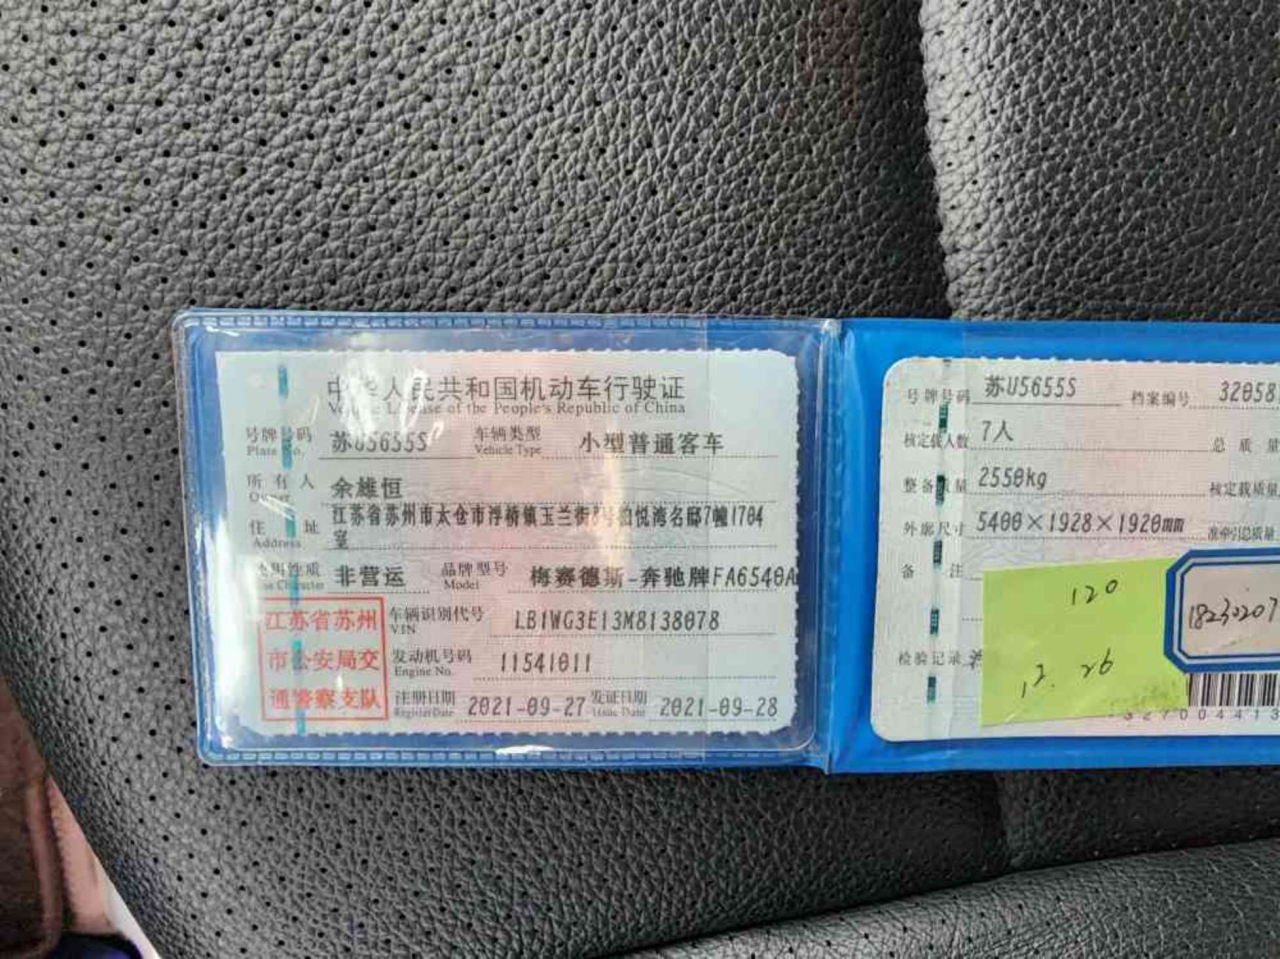 中华人民共和国机动车行驶证
Vehicle License of the People's Republic of China
号牌号码 苏U5655S 车辆类型 小型普通客车
Plate No. Vehicle Type
所有人 余雄恒
Owner
住址 江苏省苏州市太仓市浮桥镇玉兰街8号铂悦湾名邸7幢1704
Address 室
使用性质 非营运 品牌型号 梅赛德斯-奔驰牌FA6540A
Use Character Model
江苏省苏州
市公安局交
通警察支队
车辆识别代号 LB1WG3E13M8138078
VIN
发动机号码 11541011
Engine No.
注册日期 2021-09-27 发证日期 2021-09-28
Register Date Issue Date
号牌号码 苏U5655S 档案编号 32058
核定载人数 7人 总质量
整备质量 2550kg 核定载质量
外廓尺寸 5400×1928×1920mm 准牵引总质量
备注
120
18230207
检验记录
12.26
327004413